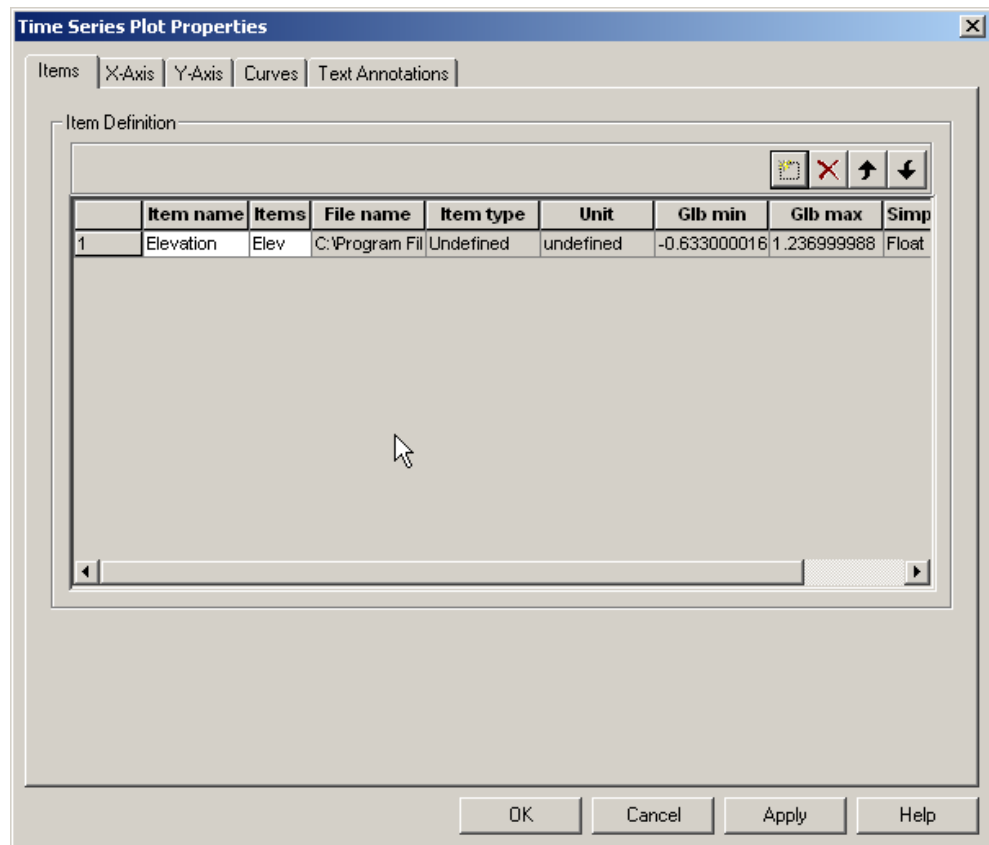 Time Series Plot Properties
Items X-Axis Y-Axis Curves Text Annotations
Item Definition
Item name Items File name Item type Unit Glb min Glb max Simp
1 Elevation Elev C:\Program Fil Undefined undefined -0.633000016 1.236999988 Float
OK Cancel Apply Help